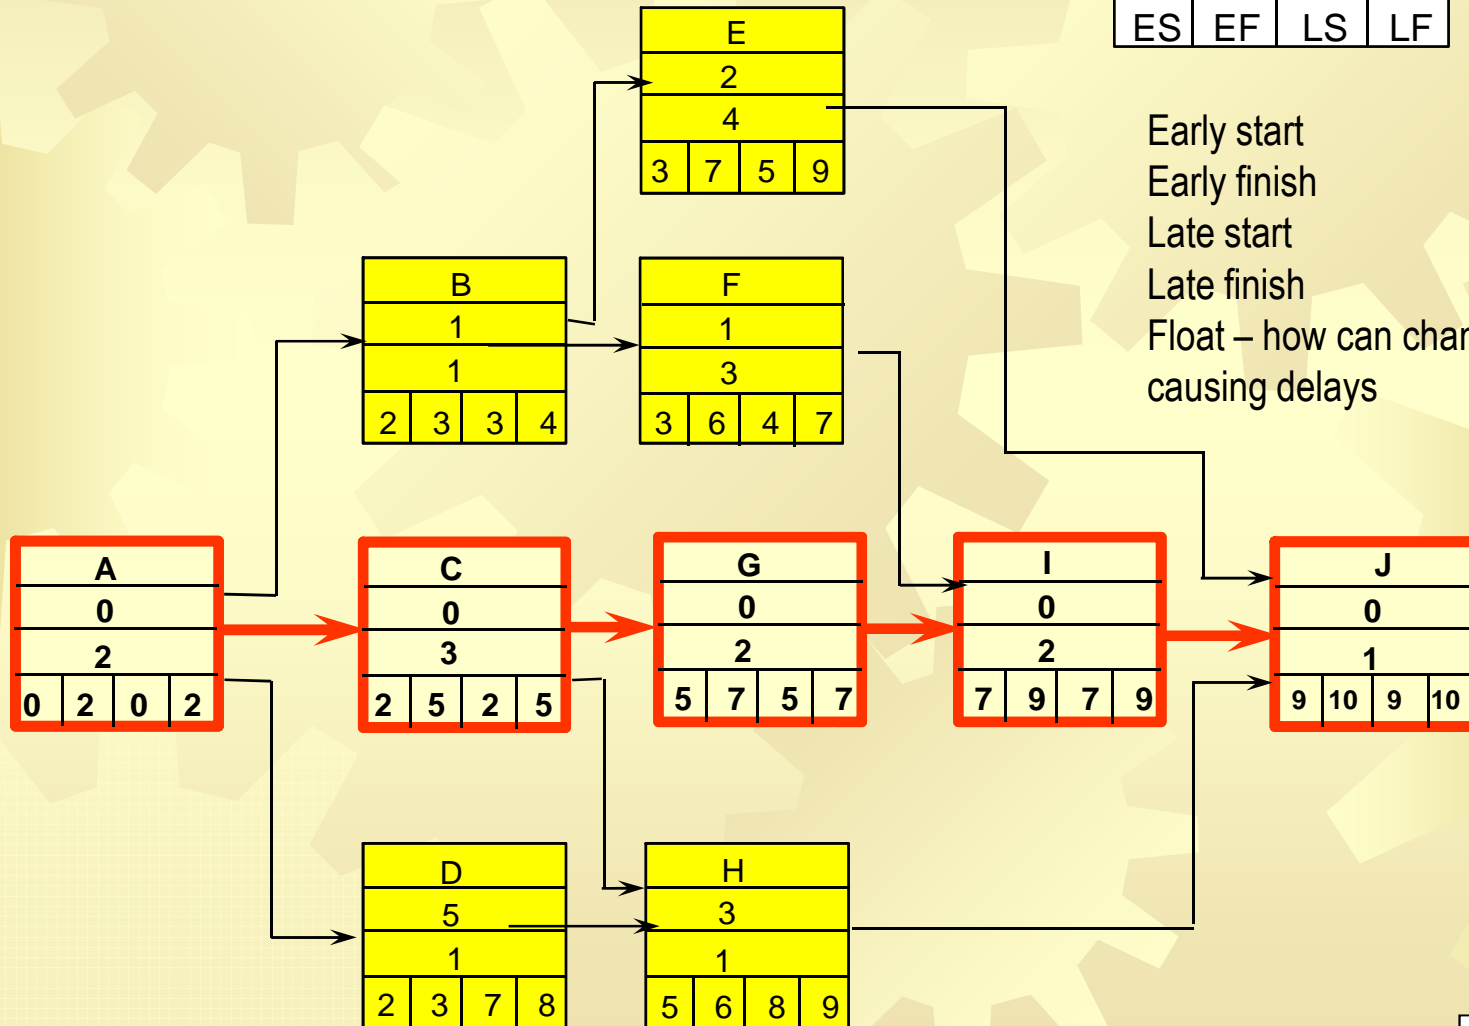 ES EF LS LF
Early start
Early finish
Late start
Late finish
Float – how can
causing delays
E
2
4
3 7 5 9
B
1
1
2 3 3 4
F
1
3
3 6 4 7
A
0
2
0 2 0 2
C
0
3
2 5 2 5
G
0
2
5 7 5 7
I
0
2
7 9 7 9
J
0
1
9 10 9 10
D
5
1
2 3 7 8
H
3
1
5 6 8 9